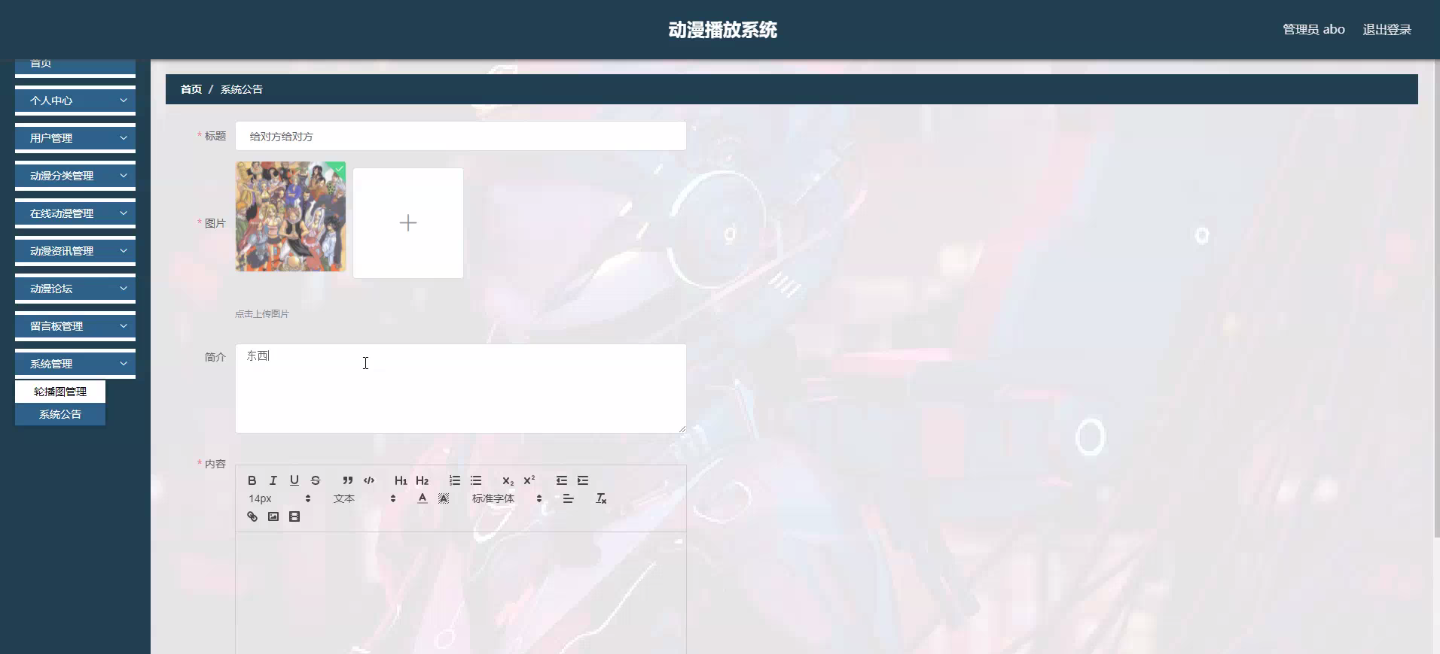 动漫播放系统
管理员 abo 退出登录
首页
个人中心
用户管理
动漫分类管理
在线动漫管理
动漫资讯管理
动漫论坛
留言板管理
系统管理
轮播图管理
系统公告
首页 / 系统公告
* 标题 给对方给对方
* 图片
点击上传图片
简介 东西
* 内容
B I U S H1 H2 X2 X2
14px 文本 A A 标准字体 Tx